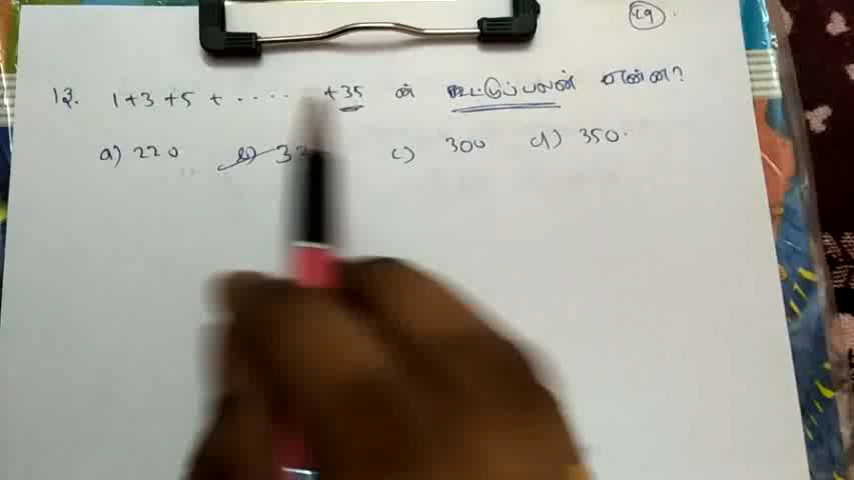 29.
13. 1+3+5 + ..... +35 ன் கூட்டுப்பலன் என்ன?
a) 220 b) c) 300 d) 350.